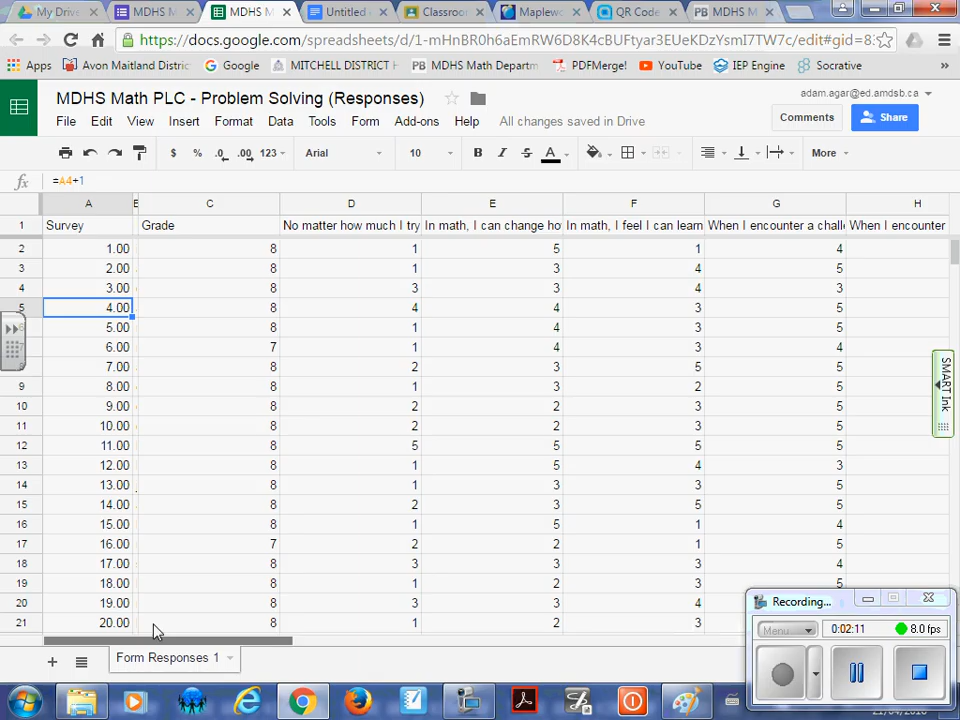 My Drive × MDHS M × MDHS M × Untitled × Classroo × Maplew × QR Cod × MDHS M ×
https://docs.google.com/spreadsheets/d/1-mHnBR0h6aEmRW6D8K4cBUFtyar3EUeKDzYsmI7TW7c/edit#gid=8
Apps Avon Maitland Distric Google MITCHELL DISTRICT H PB MDHS Math Departm PDFMerge! YouTube IEP Engine Socrative »
MDHS Math PLC - Problem Solving (Responses) adam.agar@ed.amdsb.ca
File Edit View Insert Format Data Tools Form Add-ons Help All changes saved in Drive Comments Share
$ % .0 .00 123 Arial 10 B I S A More
fx =A4+1
A C D E F G H
1 Survey Grade No matter how much I try In math, I can change ho In math, I feel I can learn When I encounter a chall When I encounter
2 1.00 8 1 5 1 4
3 2.00 8 1 3 4 5
4 3.00 8 3 3 4 3
5 4.00 8 4 4 3 5
5.00 8 1 4 3 5
6.00 7 1 4 3 4
7.00 8 2 3 5 5
9 8.00 8 1 3 2 5
10 9.00 8 2 2 3 5
11 10.00 8 2 2 3 5
12 11.00 8 5 5 5 5
13 12.00 8 1 5 4 3
14 13.00 8 1 3 3 5
15 14.00 8 2 3 5 5
16 15.00 8 1 5 1 4
17 16.00 7 2 2 1 5
18 17.00 8 3 3 3 4
19 18.00 8 1 2 3 5
20 19.00 8 3 3 4
21 20.00 8 1 2 3
SMART Ink
Form Responses 1
Recording...
Menu 0:02:11 8.0 fps